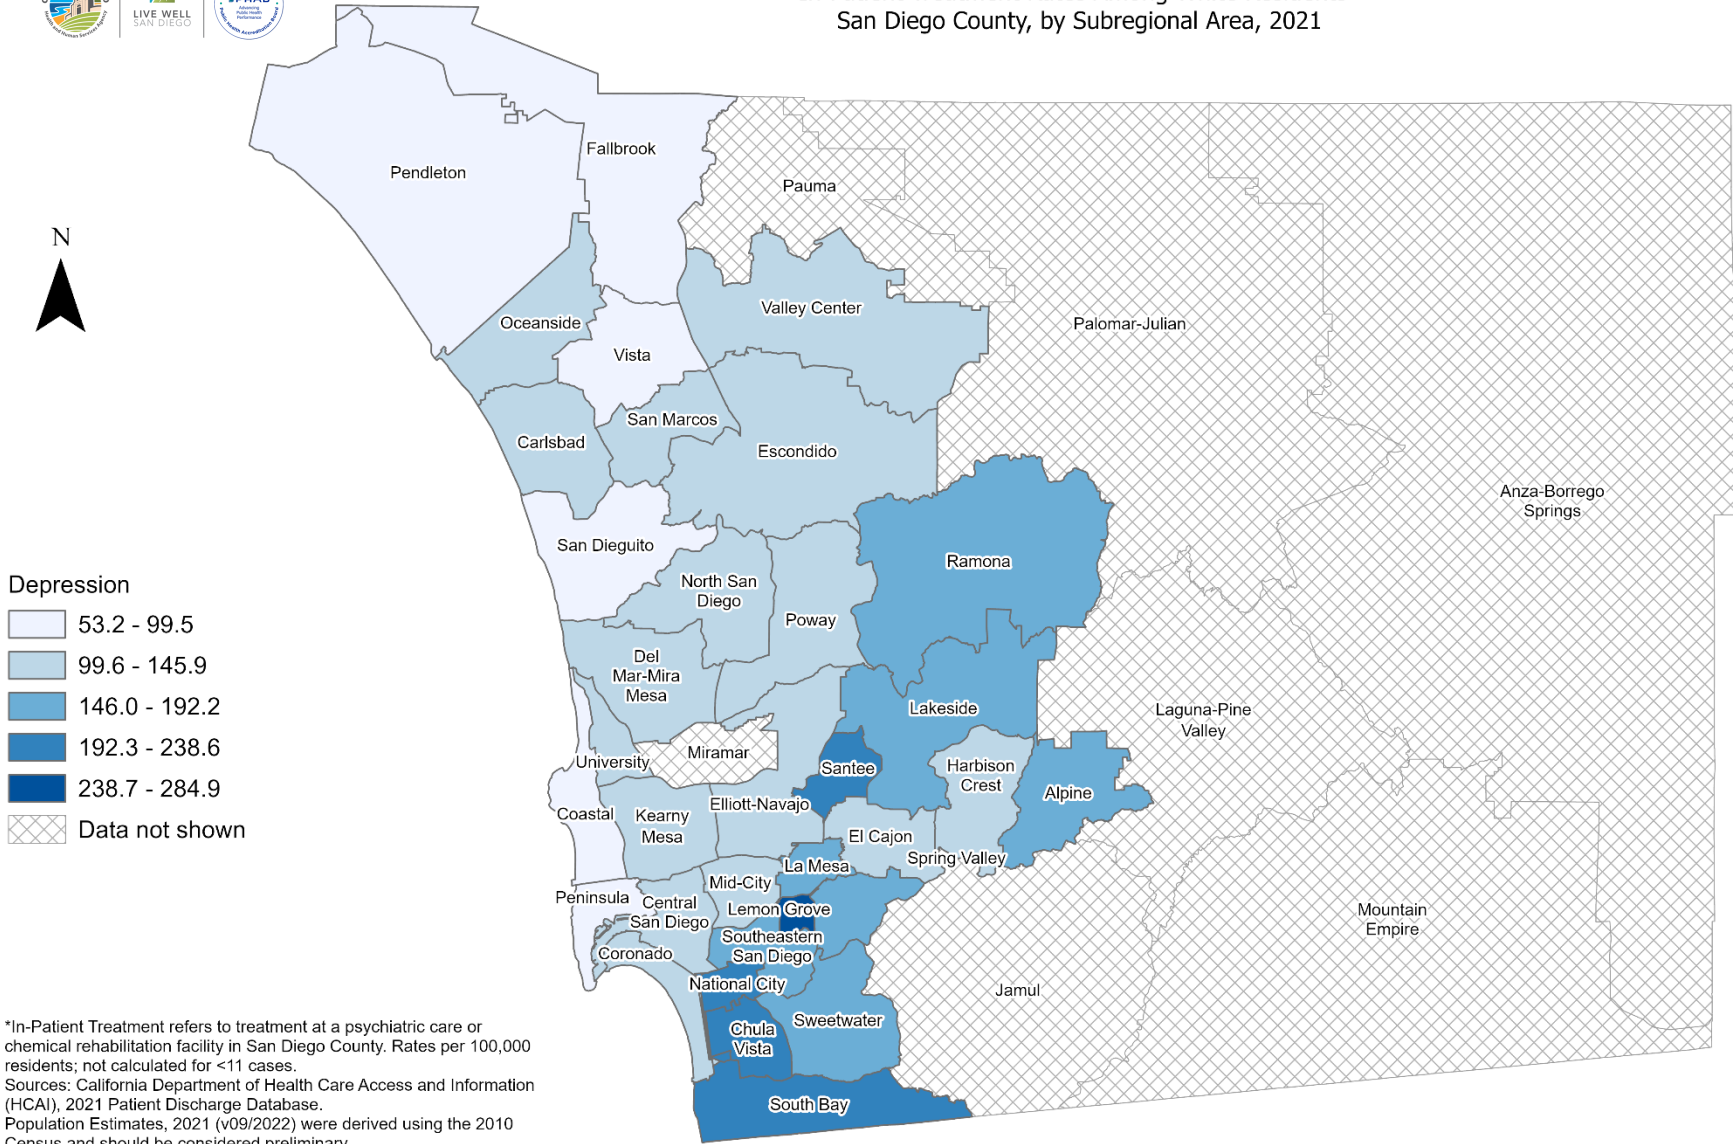 LIVE WELL
SAN DIEGO
San Diego County, by Subregional Area, 2021
N
Fallbrook
Pendleton
Pauma
Oceanside
Valley Center
Palomar-Julian
Vista
San Marcos
Carlsbad
Escondido
Anza-Borrego
Springs
San Dieguito
Ramona
North San
Diego
Poway
Del
Mar-Mira
Mesa
Lakeside
Laguna-Pine
Valley
Miramar
University
Santee
Harbison
Crest
Alpine
Elliott-Navajo
Coastal
Kearny
Mesa
El Cajon
Spring Valley
La Mesa
Mid-City
Peninsula
Central
San Diego
Lemon Grove
Mountain
Empire
Southeastern
San Diego
Coronado
National City
Jamul
Sweetwater
Chula
Vista
South Bay
Depression
53.2 - 99.5
99.6 - 145.9
146.0 - 192.2
192.3 - 238.6
238.7 - 284.9
Data not shown
*In-Patient Treatment refers to treatment at a psychiatric care or
chemical rehabilitation facility in San Diego County. Rates per 100,000
residents; not calculated for <11 cases.
Sources: California Department of Health Care Access and Information
(HCAI), 2021 Patient Discharge Database.
Population Estimates, 2021 (v09/2022) were derived using the 2010
Census and should be considered preliminary.